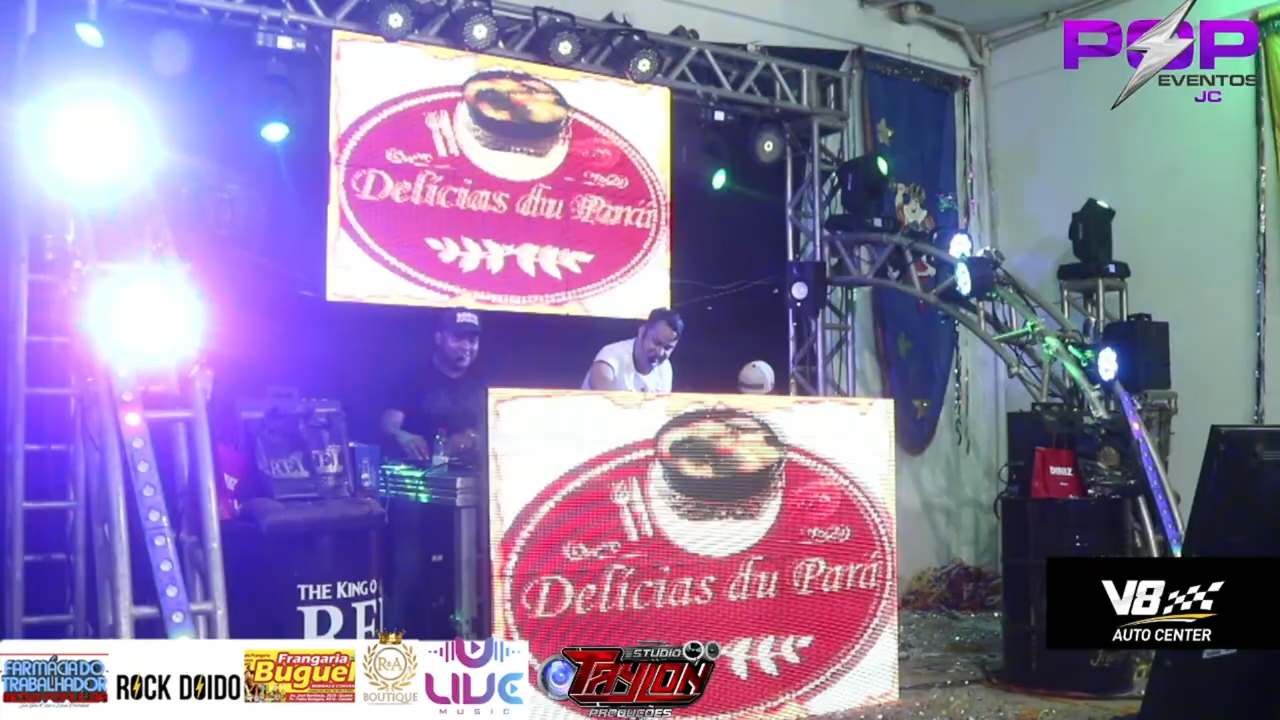 POP
EVENTOS
JC
Delícias du Pará
Delícias du Pará
DINIZ
THE KING O
RE
V8
AUTO CENTER
FARMÁCIA DO
TRABALHADOR
ROCK DOIDO
Frangaria
Buguel
R&A
BOUTIQUE
LIVE
MUSIC
STUDIO
TAYLON
PRODUÇÕES